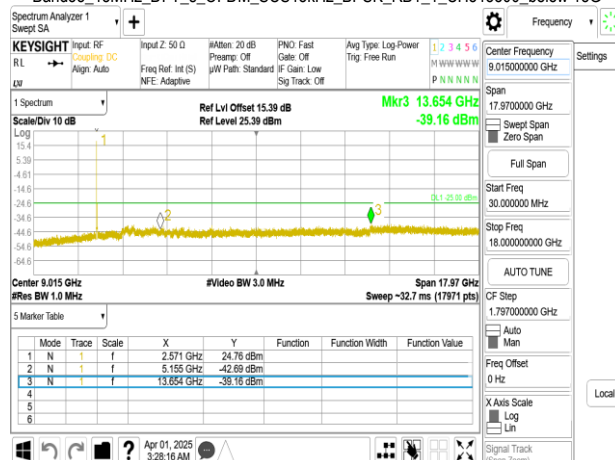 Spectrum Analyzer 1
Swept SA
+
Frequency
KEYSIGHT
Input: RF
Coupling: DC
Align: Auto
Input Z: 50 Ω
Freq Ref: Int (S)
NFE: Adaptive
#Atten: 20 dB
Preamp: Off
µW Path: Standard
PNO: Fast
Gate: Off
IF Gain: Low
Sig Track: Off
Avg Type: Log-Power
Trig: Free Run
1 2 3 4 5 6
M W W W W W
P N N N N N
RL
LXI
Center Frequency
9.015000000 GHz
Settings
Span
17.9700000 GHz
Swept Span
Zero Span
Full Span
Start Freq
30.000000 MHz
Stop Freq
18.000000000 GHz
AUTO TUNE
CF Step
1.797000000 GHz
Auto
Man
Freq Offset
0 Hz
X Axis Scale
Log
Lin
Local
Signal Track
1 Spectrum
Scale/Div 10 dB
Ref Lvl Offset 15.39 dB
Ref Level 25.39 dBm
Mkr3 13.654 GHz
-39.16 dBm
Log
15.4
5.39
-4.61
-14.6
-24.6
-34.6
-44.6
-54.6
-64.6
1
2
3
DL1 -25.00 dBm
Center 9.015 GHz
#Video BW 3.0 MHz
Span 17.97 GHz
#Res BW 1.0 MHz
Sweep ~32.7 ms (17971 pts)
5 Marker Table
Mode Trace Scale X Y Function Function Width Function Value
1 N 1 f 2.571 GHz 24.76 dBm
2 N 1 f 5.155 GHz -42.69 dBm
3 N 1 f 13.654 GHz -39.16 dBm
4
5
6
?
Apr 01, 2025
3:28:16 AM